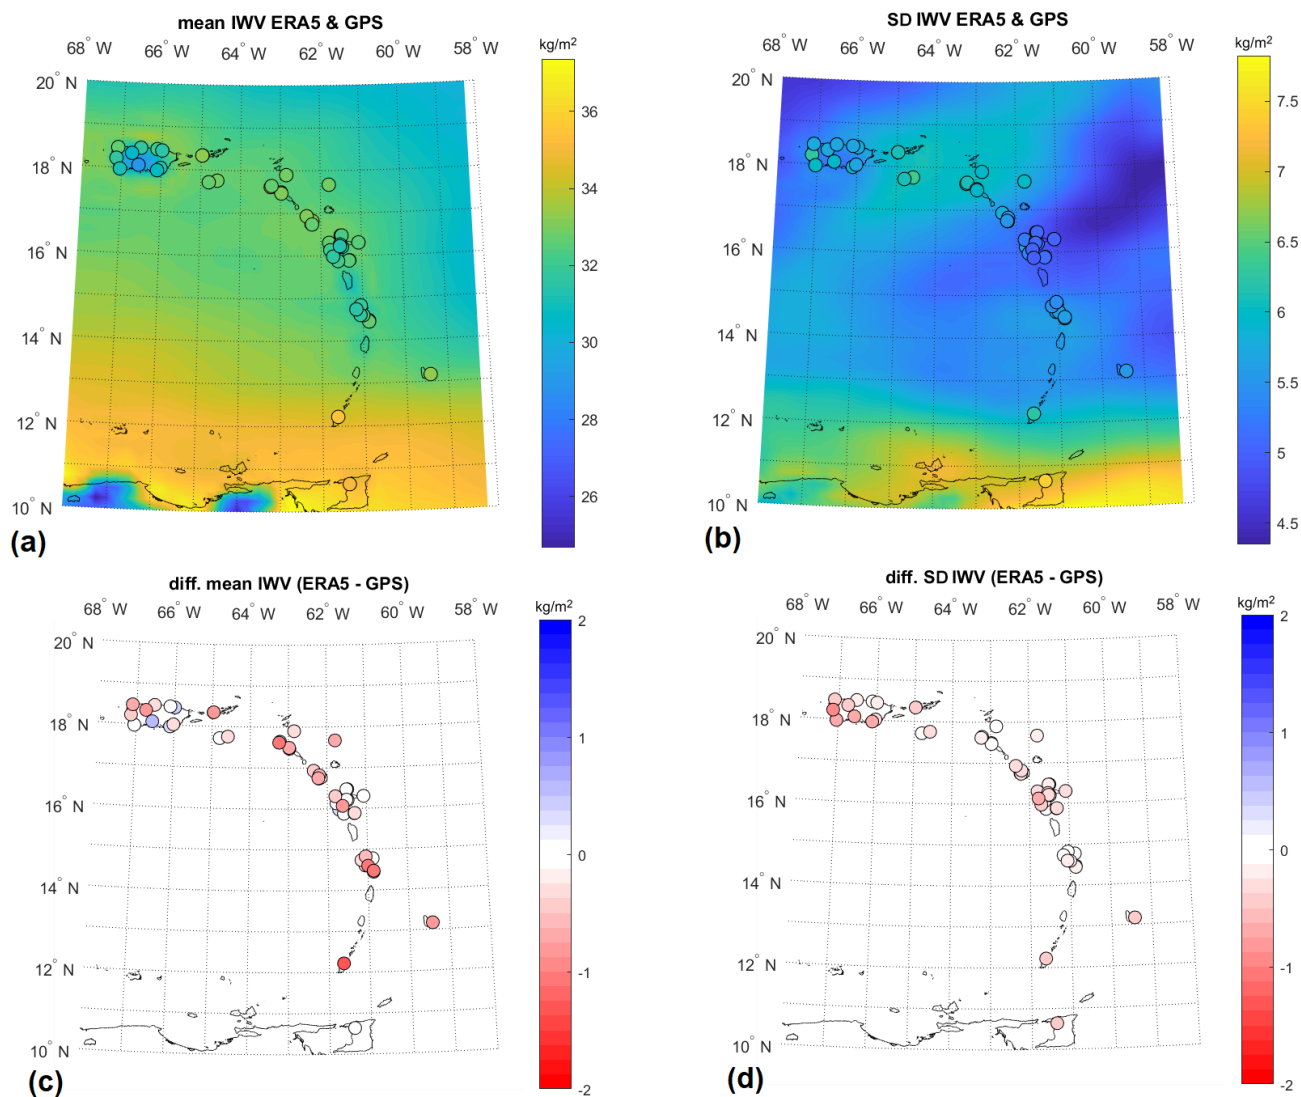 mean IWV ERA5 & GPS
68° W 66° W 64° W 62° W 60° W 58° W
kg/m²
20° N
18° N
16° N
14° N
12° N
10° N
36
34
32
30
28
26
(a)
SD IWV ERA5 & GPS
68° W 66° W 64° W 62° W 60° W 58° W
kg/m²
20° N
18° N
16° N
14° N
12° N
10° N
7.5
7
6.5
6
5.5
5
4.5
(b)
diff. mean IWV (ERA5 - GPS)
68° W 66° W 64° W 62° W 60° W 58° W
kg/m²
20° N
18° N
16° N
14° N
12° N
10° N
2
1
0
-1
-2
(c)
diff. SD IWV (ERA5 - GPS)
68° W 66° W 64° W 62° W 60° W 58° W
kg/m²
20° N
18° N
16° N
14° N
12° N
10° N
2
1
0
-1
-2
(d)